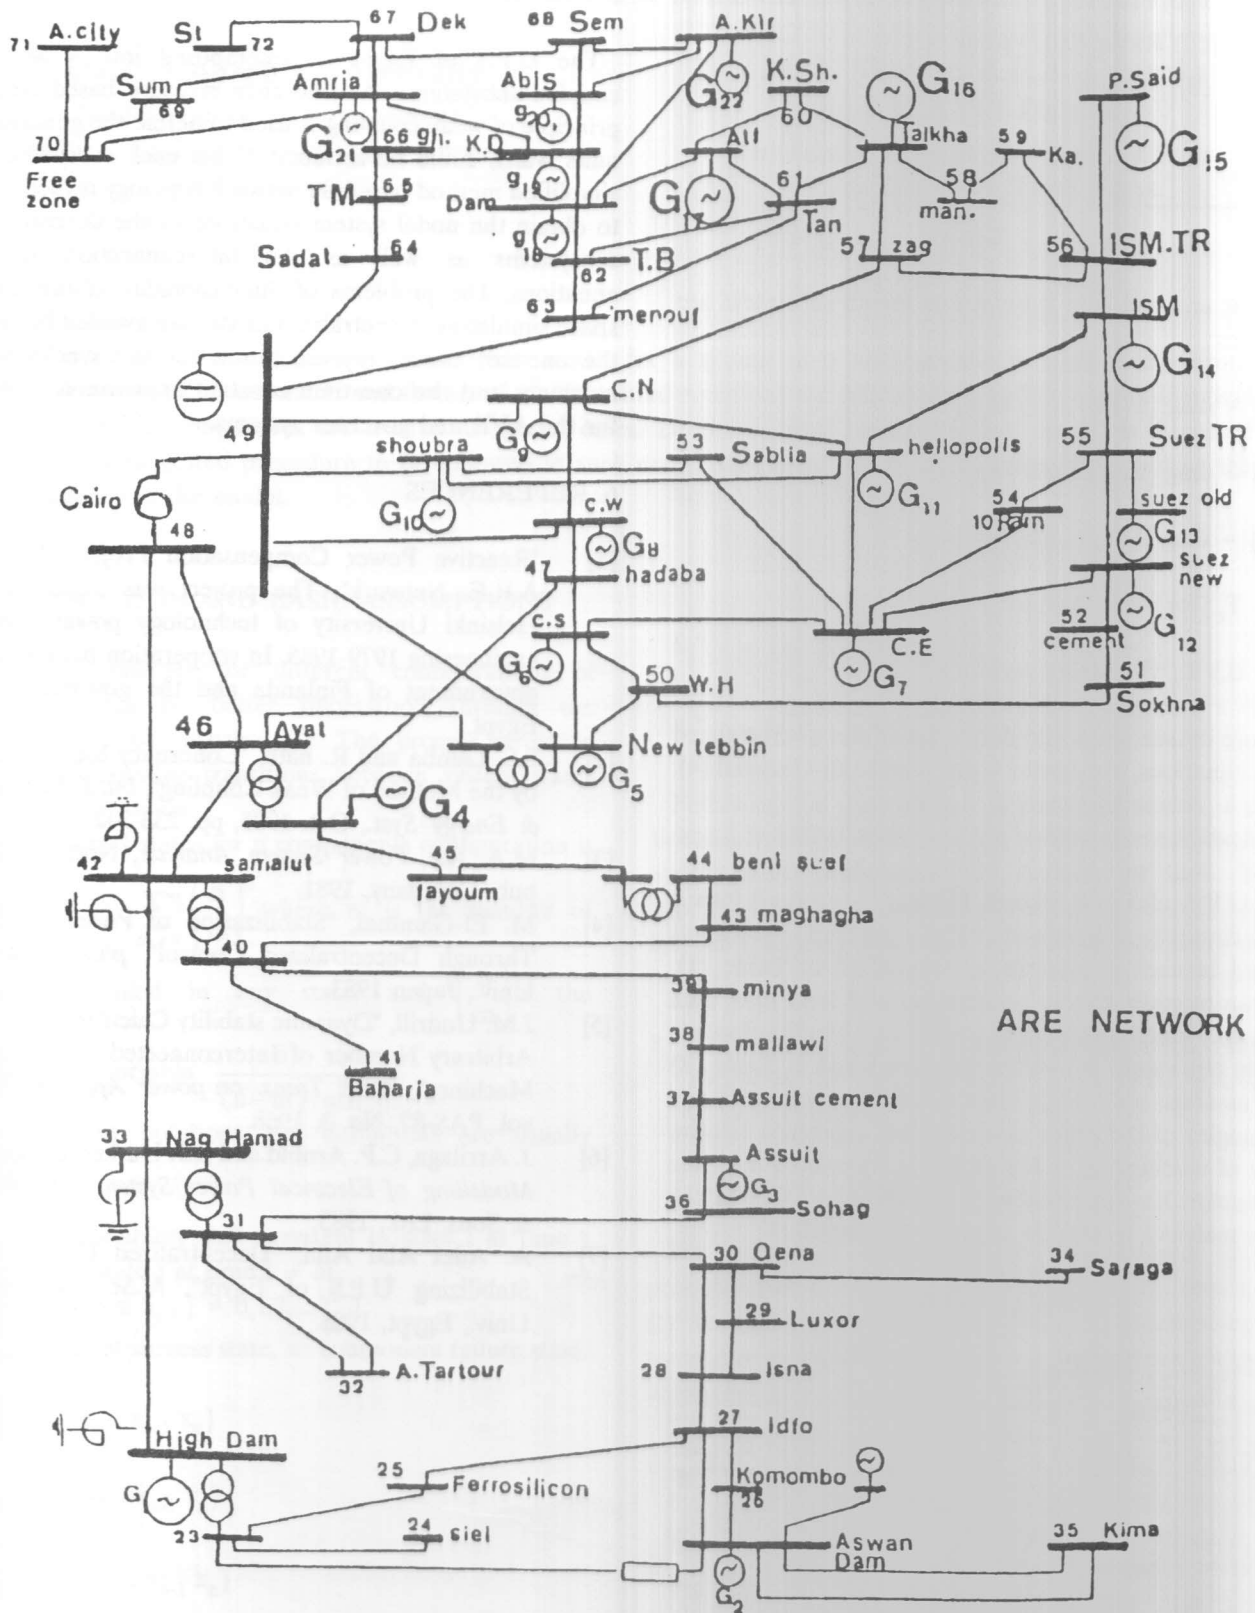 71 A.city
St
72
67 Dek
68 Sem
A.Kir
G22
K.Sh.
60
G16
P.Said
G15
Sum
69
Amria
G21
AbiS
g20
Atf
G17
Talkha
59
Ka.
70
Free
zone
66 gh.
K.D
g19
61
Tan
58
man.
TM 65
Dam
g18
Sadat 64
62 T.B
57 zag
56 ISM.TR
63 menouf
ISM
G14
49
C.N
Gg
shoubra
G10
53 Sablia
heliopolis
G11
55 Suez TR
54
10 Ram
suez old
G13
suez
new
G12
Cairo
48
C.W
G8
47 hadaba
C.S
G6
C.E
G7
52
cement
50 W.H
51
Sokhna
46 Ayat
New tebbin
G5
G4
42 samalut
45
fayoum
44 beni suef
43 maghagha
40
39 minya
38 mallawi
41
Baharia
37 Assuit cement
ARE NETWORK
33 Nag Hamad
Assuit
G3
36 Sohag
31
30 Qena
34
Safaga
29 Luxor
32 A.Tartour
28 Isna
27
Idfo
High Dam
G
25
Ferrosilicon
Komombo
26
23
24
siel
Aswan
Dam
G2
35 Kima